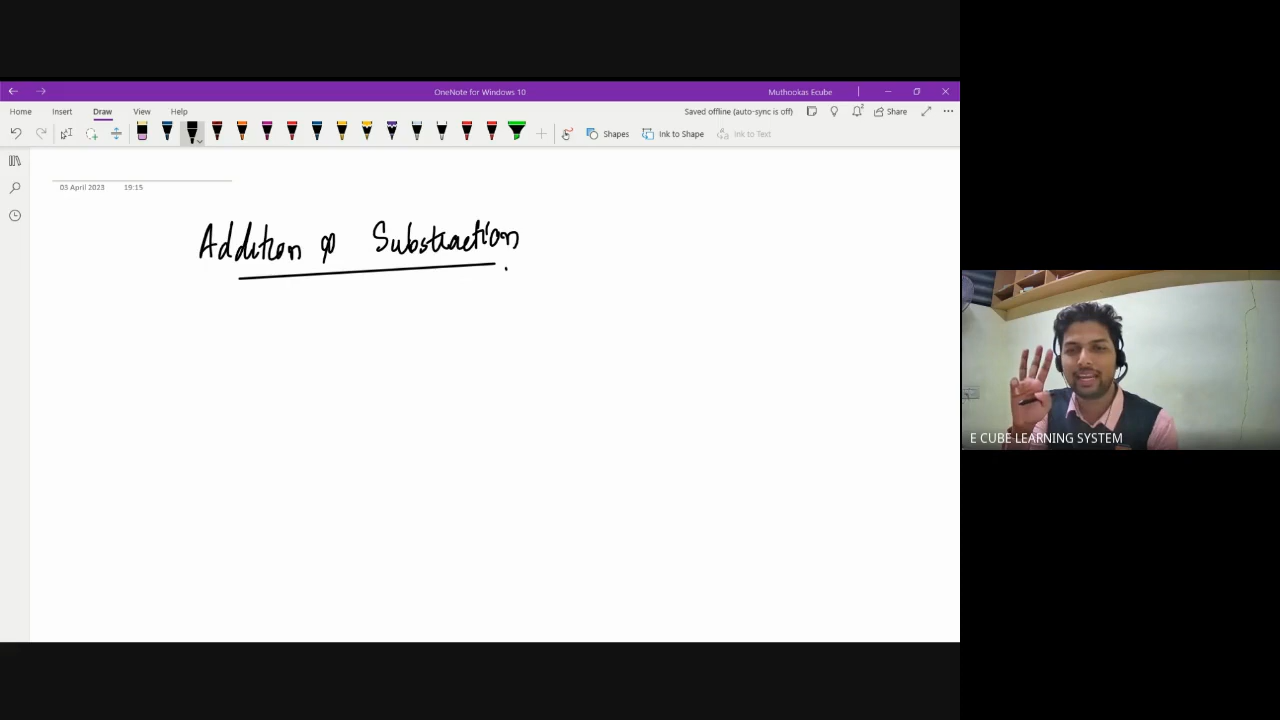 OneNote for Windows 10
Muthookas Ecube
Home Insert Draw View Help
Saved offline (auto-sync is off)
Share
Shapes
Ink to Shape
Ink to Text
03 April 2023 19:15
Addition & Substraction
E CUBE LEARNING SYSTEM